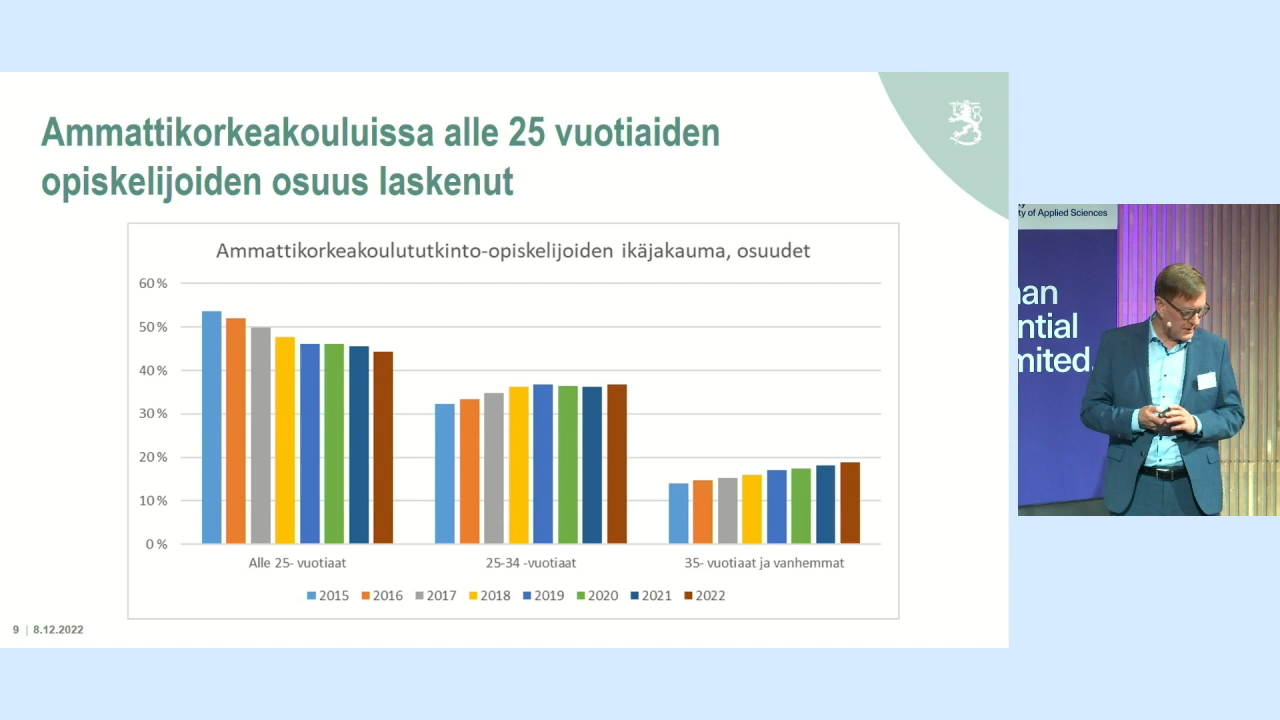 Ammattikorkeakouluissa alle 25 vuotiaiden
opiskelijoiden osuus laskenut
Ammattikorkeakoulututkinto-opiskelijoiden ikäjakauma, osuudet
60 %
50 %
40 %
30 %
20 %
10 %
0 %
Alle 25- vuotiaat
25-34 -vuotiaat
35- vuotiaat ja vanhemmat
2015 2016 2017 2018 2019 2020 2021 2022
9 | 8.12.2022
ty of Applied Sciences
an
ntial
mited.